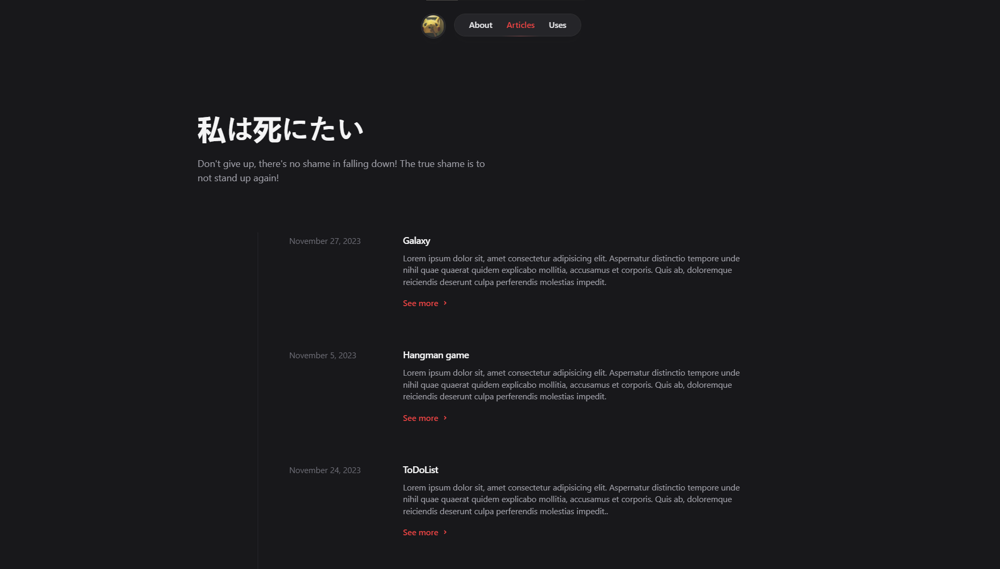 About
Articles
Uses
私は死にたい
Don't give up, there's no shame in falling down! The true shame is to
not stand up again!
November 27, 2023
Galaxy
Lorem ipsum dolor sit, amet consectetur adipisicing elit. Aspernatur distinctio tempore unde
nihil quae quaerat quidem explicabo mollitia, accusamus et corporis. Quis ab, doloremque
reiciendis deserunt culpa perferendis molestias impedit.
See more
November 5, 2023
Hangman game
Lorem ipsum dolor sit, amet consectetur adipisicing elit. Aspernatur distinctio tempore unde
nihil quae quaerat quidem explicabo mollitia, accusamus et corporis. Quis ab, doloremque
reiciendis deserunt culpa perferendis molestias impedit.
See more
November 24, 2023
ToDoList
Lorem ipsum dolor sit, amet consectetur adipisicing elit. Aspernatur distinctio tempore unde
nihil quae quaerat quidem explicabo mollitia, accusamus et corporis. Quis ab, doloremque
reiciendis deserunt culpa perferendis molestias impedit..
See more